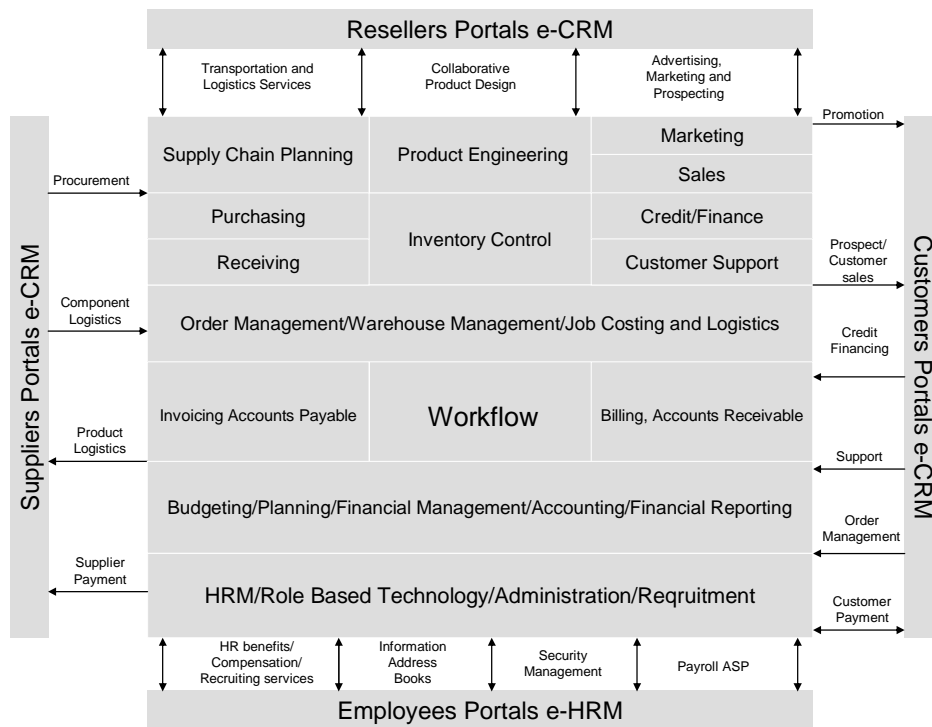 Resellers Portals e-CRM
Transportation and
Logistics Services
Collaborative
Product Design
Advertising,
Marketing and
Prospecting
Suppliers Portals e-CRM
Procurement
Component
Logistics
Product
Logistics
Supplier
Payment
Supply Chain Planning
Product Engineering
Marketing
Sales
Purchasing
Receiving
Inventory Control
Credit/Finance
Customer Support
Order Management/Warehouse Management/Job Costing and Logistics
Invoicing Accounts Payable
Workflow
Billing, Accounts Receivable
Budgeting/Planning/Financial Management/Accounting/Financial Reporting
HRM/Role Based Technology/Administration/Reqruitment
Promotion
Prospect/
Customer
sales
Credit
Financing
Support
Order
Management
Customer
Payment
Customers Portals e-CRM
HR benefits/
Compensation/
Recruiting services
Information
Address
Books
Security
Management
Payroll ASP
Employees Portals e-HRM